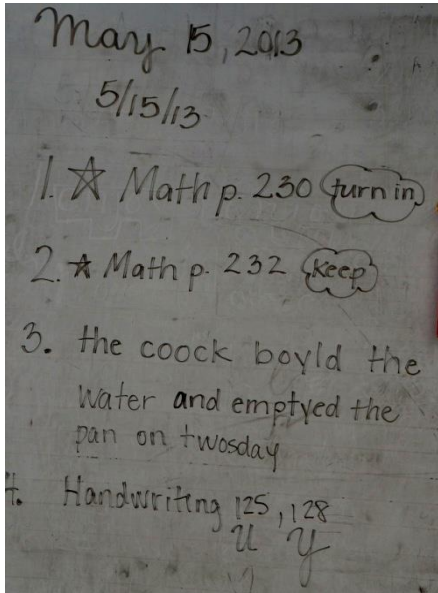 May 15, 2013
5/15/13
1. ☆ Math p. 230 turn in
2. ☆ Math p. 232 keep
3. the coock boyld the
water and emptyed the
pan on twosday
4. Handwriting 125, 128
u y